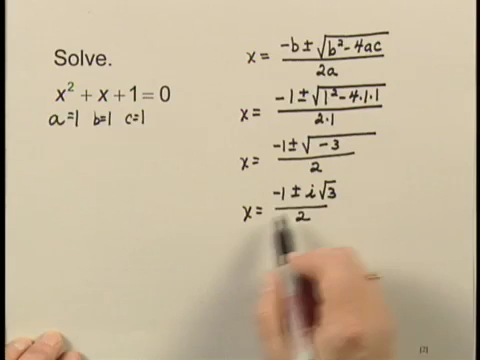 Solve.
x² + x + 1 = 0
a=1 b=1 c=1
x = (-b ± √(b² - 4ac)) / 2a
x = (-1 ± √(1² - 4·1·1)) / 2·1
x = (-1 ± √(-3)) / 2
x = (-1 ± i√3) / 2